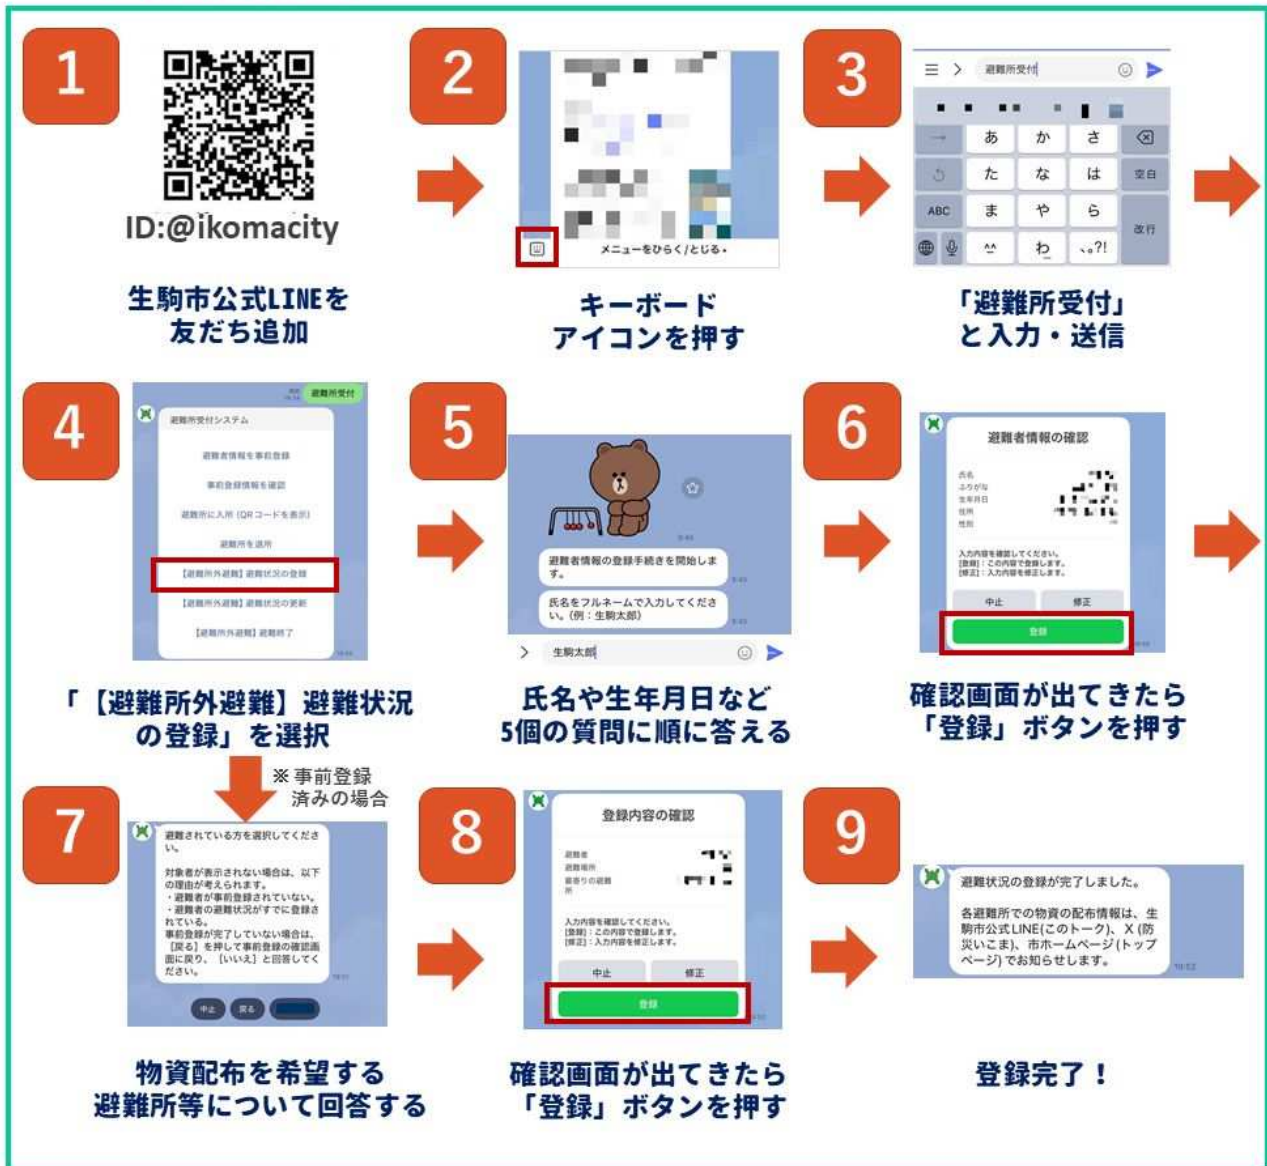 1
ID:@ikomacity
生駒市公式LINEを
友だち追加
2
メニューをひらく/とじる
キーボード
アイコンを押す
3
避難所受付
→ あ か さ
た な は 空白
ABC ま や ら 改行
^^ わ 、。?!
「避難所受付」
と入力・送信
4
避難所受付
避難所受付システム
避難者情報を事前登録
事前登録情報を確認
避難所に入所 (QRコードを表示)
避難所を退所
【避難所外避難】避難状況の登録
【避難所外避難】避難状況の更新
【避難所外避難】避難終了
「【避難所外避難】避難状況
の登録」を選択
5
避難者情報の登録手続きを開始しま
す。
氏名をフルネームで入力してくださ
い。(例:生駒太郎)
生駒太郎
氏名や生年月日など
5個の質問に順に答える
6
避難者情報の確認
氏名
ふりがな
生年月日
住所
性別
入力内容を確認してください。
[登録]:この内容で登録します。
[修正]:入力内容を修正します。
中止 修正
登録
確認画面が出てきたら
「登録」ボタンを押す
※事前登録
済みの場合
7
避難されている方を選択してくださ
い。
対象者が表示されない場合は、以下
の理由が考えられます。
・避難者が事前登録されていない。
・避難者の避難状況がすでに登録さ
れている。
事前登録が完了していない場合は、
[戻る] を押して事前登録の確認画
面に戻り、[いいえ] と回答してく
ださい。
中止 戻る
物資配布を希望する
避難所等について回答する
8
登録内容の確認
避難者
避難場所
最寄りの避難
所
入力内容を確認してください。
[登録]:この内容で登録します。
[修正]:入力内容を修正します。
中止 修正
登録
確認画面が出てきたら
「登録」ボタンを押す
9
避難状況の登録が完了しました。
各避難所での物資の配布情報は、生
駒市公式LINE(このトーク)、X (防
災いこま)、市ホームページ(トップ
ページ)でお知らせします。
10:52
登録完了!